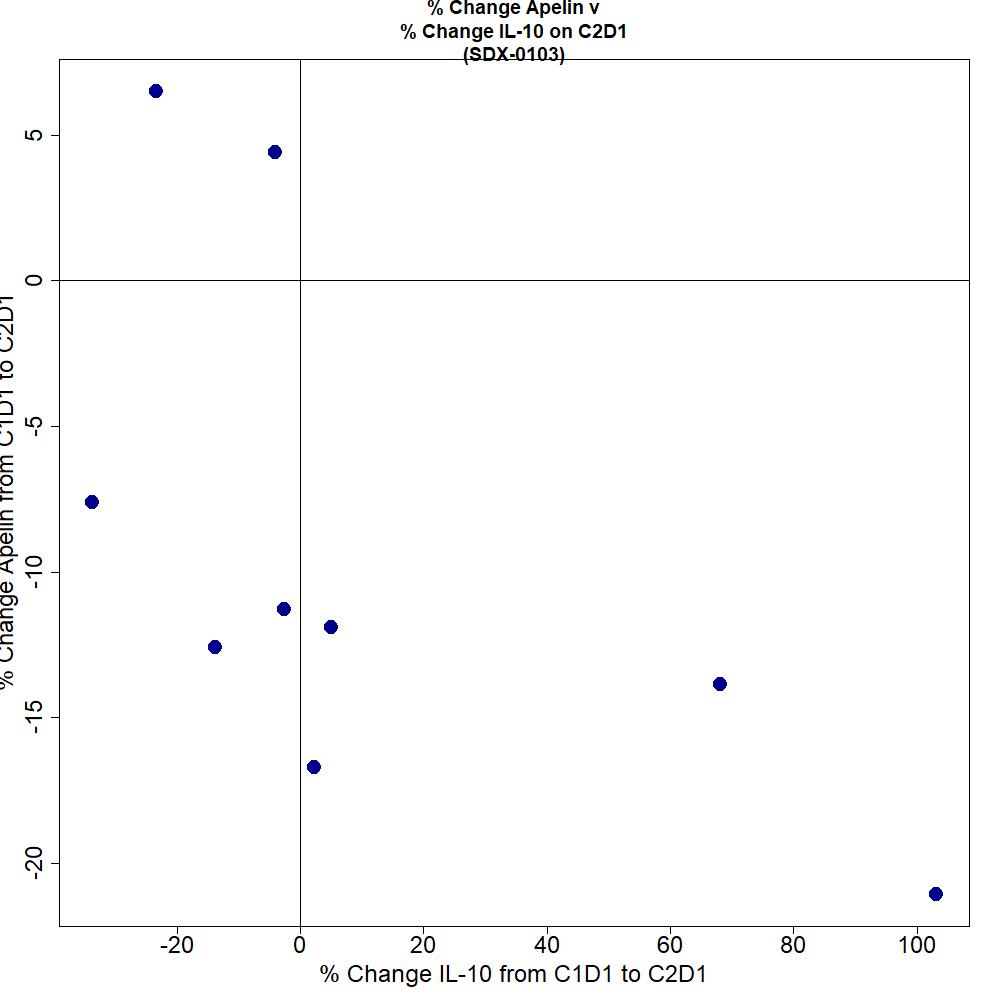 % Change Apelin v
% Change IL-10 on C2D1
(SDX-0103)
% Change Apelin from C1D1 to C2D1
5
0
-5
-10
-15
-20
-20
0
20
40
60
80
100
% Change IL-10 from C1D1 to C2D1